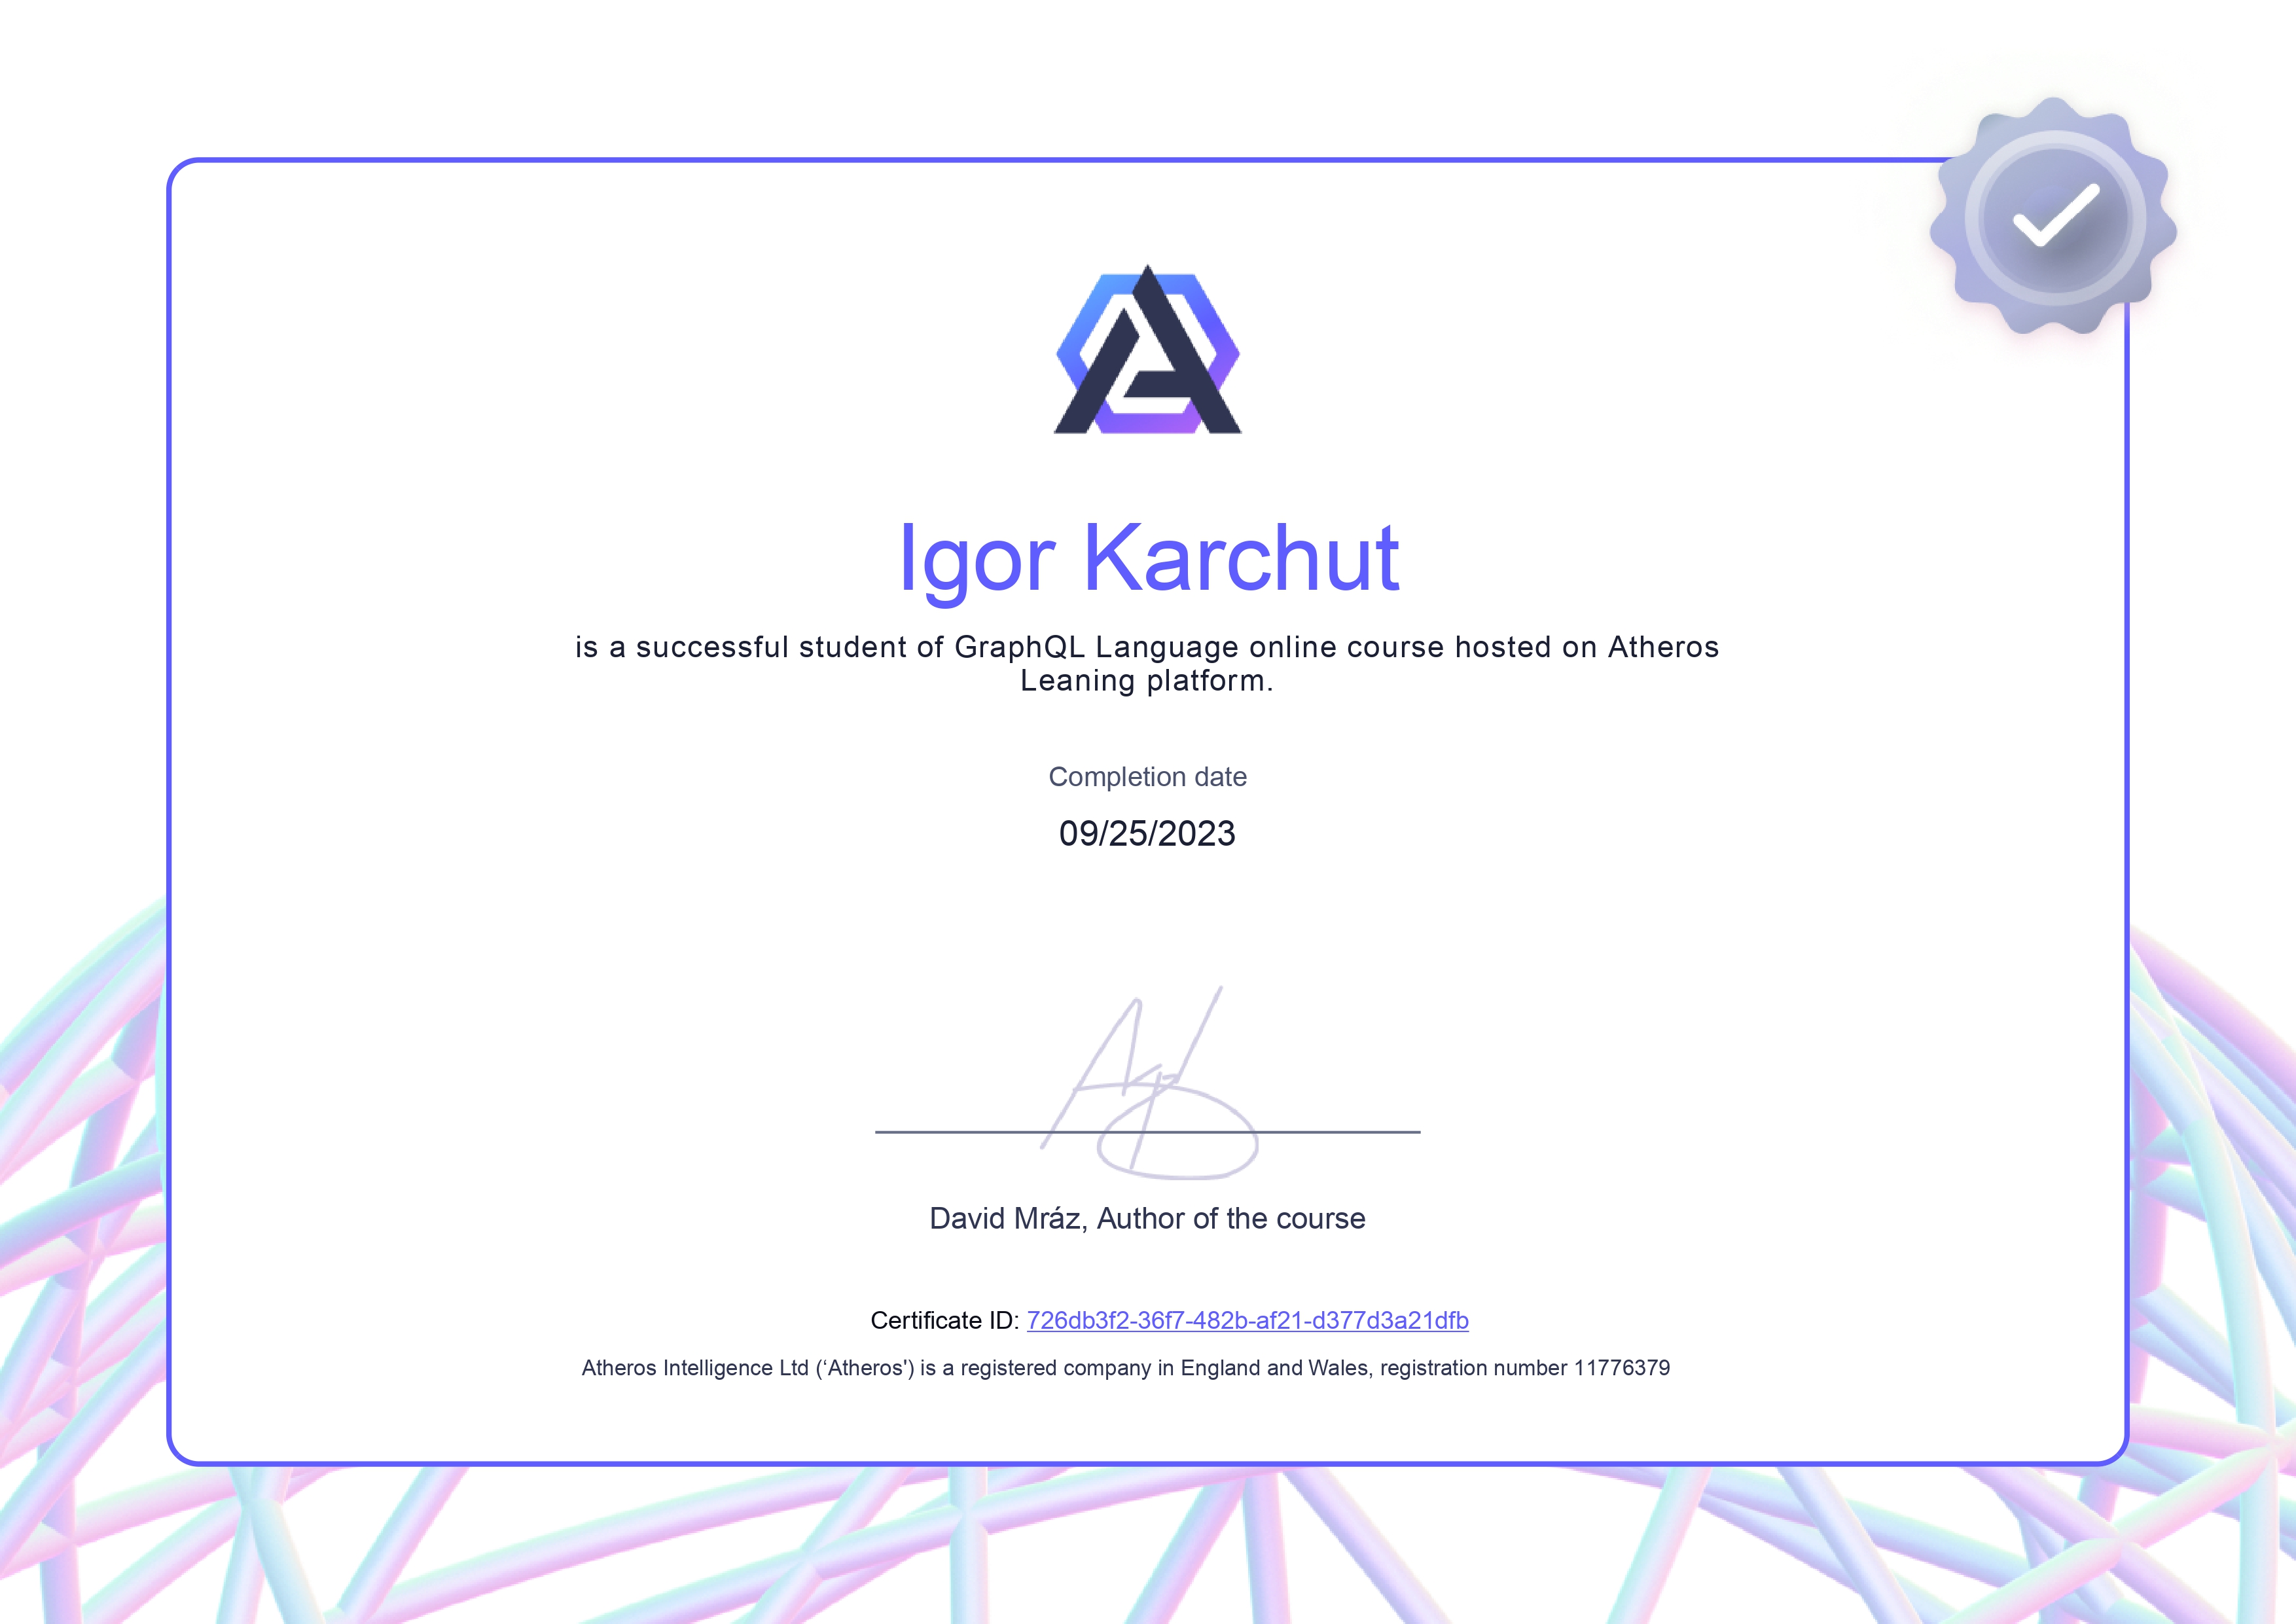 Igor Karchut
is a successful student of GraphQL Language online course hosted on Atheros
Leaning platform.
Completion date
09/25/2023
David Mráz, Author of the course
Certificate ID: 726db3f2-36f7-482b-af21-d377d3a21dfb
Atheros Intelligence Ltd (‘Atheros') is a registered company in England and Wales, registration number 11776379